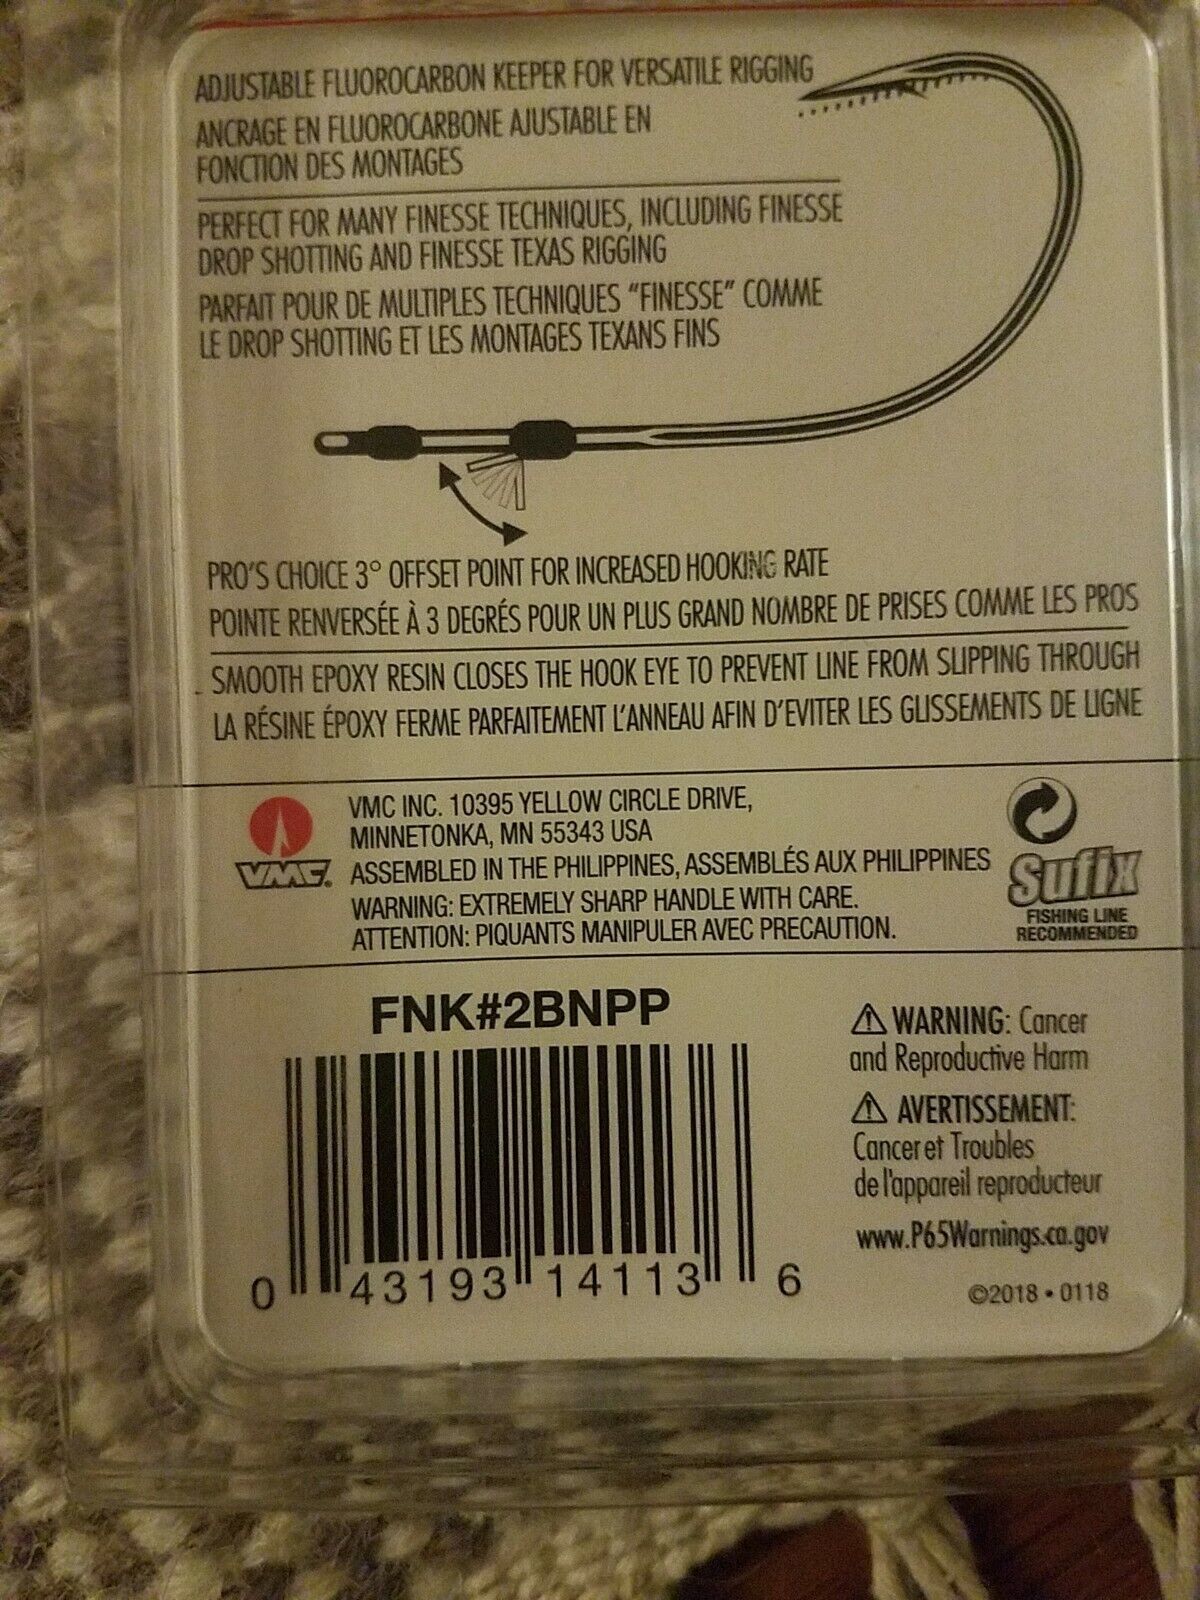 ADJUSTABLE FLUOROCARBON KEEPER FOR VERSATILE RIGGING
ANCRAGE EN FLUOROCARBONE AJUSTABLE EN
FONCTION DES MONTAGES
PERFECT FOR MANY FINESSE TECHNIQUES, INCLUDING FINESSE
DROP SHOTTING AND FINESSE TEXAS RIGGING
PARFAIT POUR DE MULTIPLES TECHNIQUES “FINESSE” COMME
LE DROP SHOTTING ET LES MONTAGES TEXANS FINS
PRO'S CHOICE 3° OFFSET POINT FOR INCREASED HOOKING RATE
POINTE RENVERSÉE À 3 DEGRÉS POUR UN PLUS GRAND NOMBRE DE PRISES COMME LES PROS
SMOOTH EPOXY RESIN CLOSES THE HOOK EYE TO PREVENT LINE FROM SLIPPING THROUGH
LA RÉSINE ÉPOXY FERME PARFAITEMENT L'ANNEAU AFIN D'EVITER LES GLISSEMENTS DE LIGNE
VMC
VMC INC. 10395 YELLOW CIRCLE DRIVE,
MINNETONKA, MN 55343 USA
ASSEMBLED IN THE PHILIPPINES, ASSEMBLÉS AUX PHILIPPINES
WARNING: EXTREMELY SHARP HANDLE WITH CARE.
ATTENTION: PIQUANTS MANIPULER AVEC PRECAUTION.
Sufix
FISHING LINE
RECOMMENDED
FNK#2BNPP
0 43193 14113 6
⚠ WARNING: Cancer
and Reproductive Harm
⚠ AVERTISSEMENT:
Cancer et Troubles
de l'appareil reproducteur
www.P65Warnings.ca.gov
©2018 • 0118